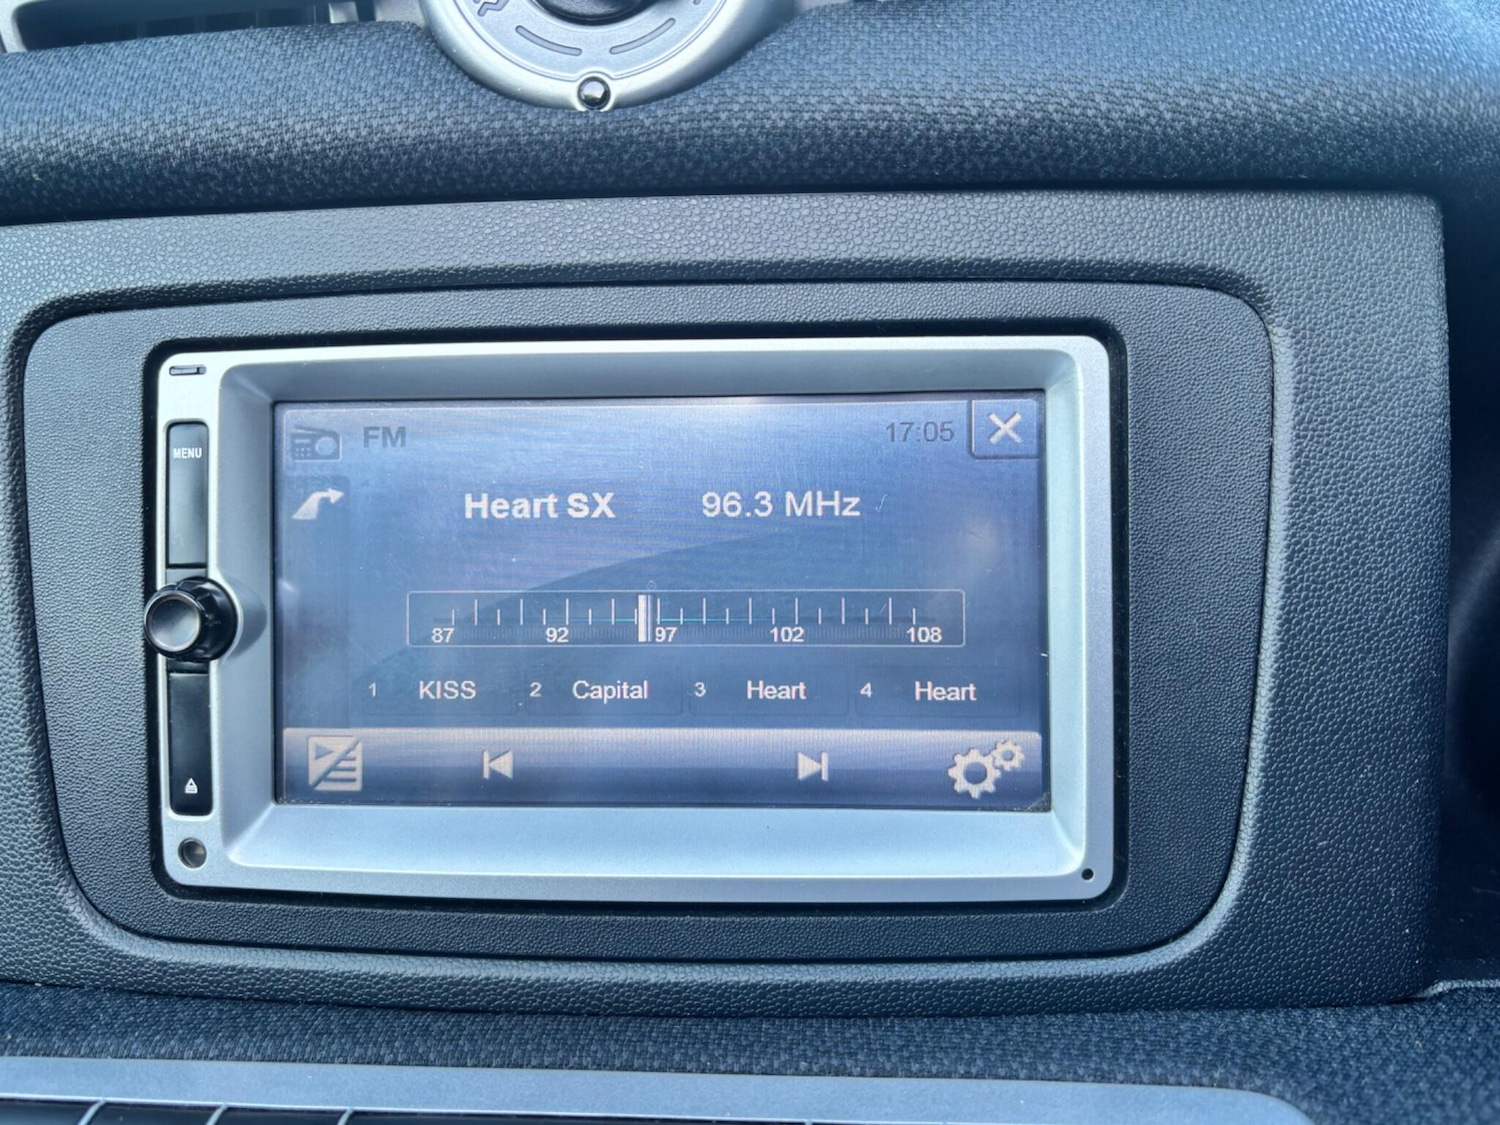 FM 17:05
MENU
Heart SX 96.3 MHz
87 92 97 102 108
1 KISS 2 Capital 3 Heart 4 Heart